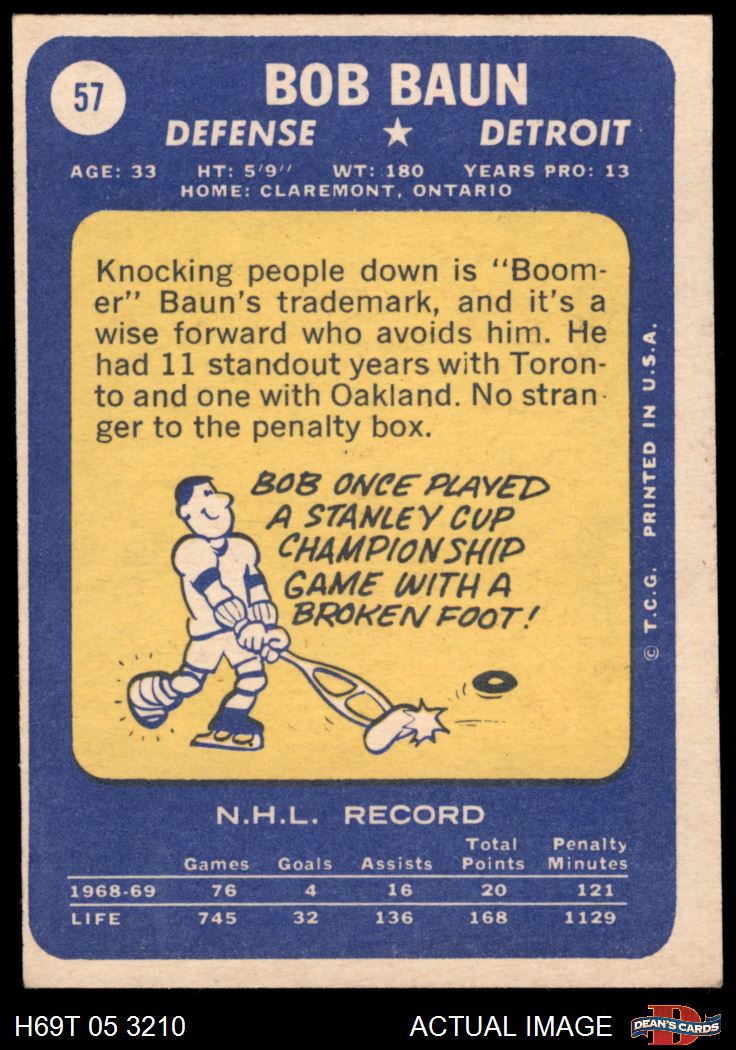 57
BOB BAUN
DEFENSE ★ DETROIT
AGE: 33 HT: 5'9'' WT: 180 YEARS PRO: 13
HOME: CLAREMONT, ONTARIO
Knocking people down is "Boom-
er" Baun's trademark, and it's a
wise forward who avoids him. He
had 11 standout years with Toron-
to and one with Oakland. No stran-
ger to the penalty box.
BOB ONCE PLAYED
A STANLEY CUP
CHAMPIONSHIP
GAME WITH A
BROKEN FOOT!
© T.C.G. PRINTED IN U.S.A.
N.H.L. RECORD
Games Goals Assists Total Points Penalty Minutes
1968-69 76 4 16 20 121
LIFE 745 32 136 168 1129
H69T 05 3210 ACTUAL IMAGE DEAN'S CARDS